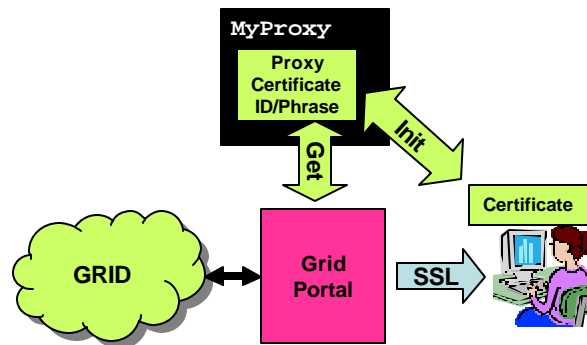 MyProxy
Proxy
Certificate
ID/Phrase
Init
Get
Certificate
GRID
Grid
Portal
SSL